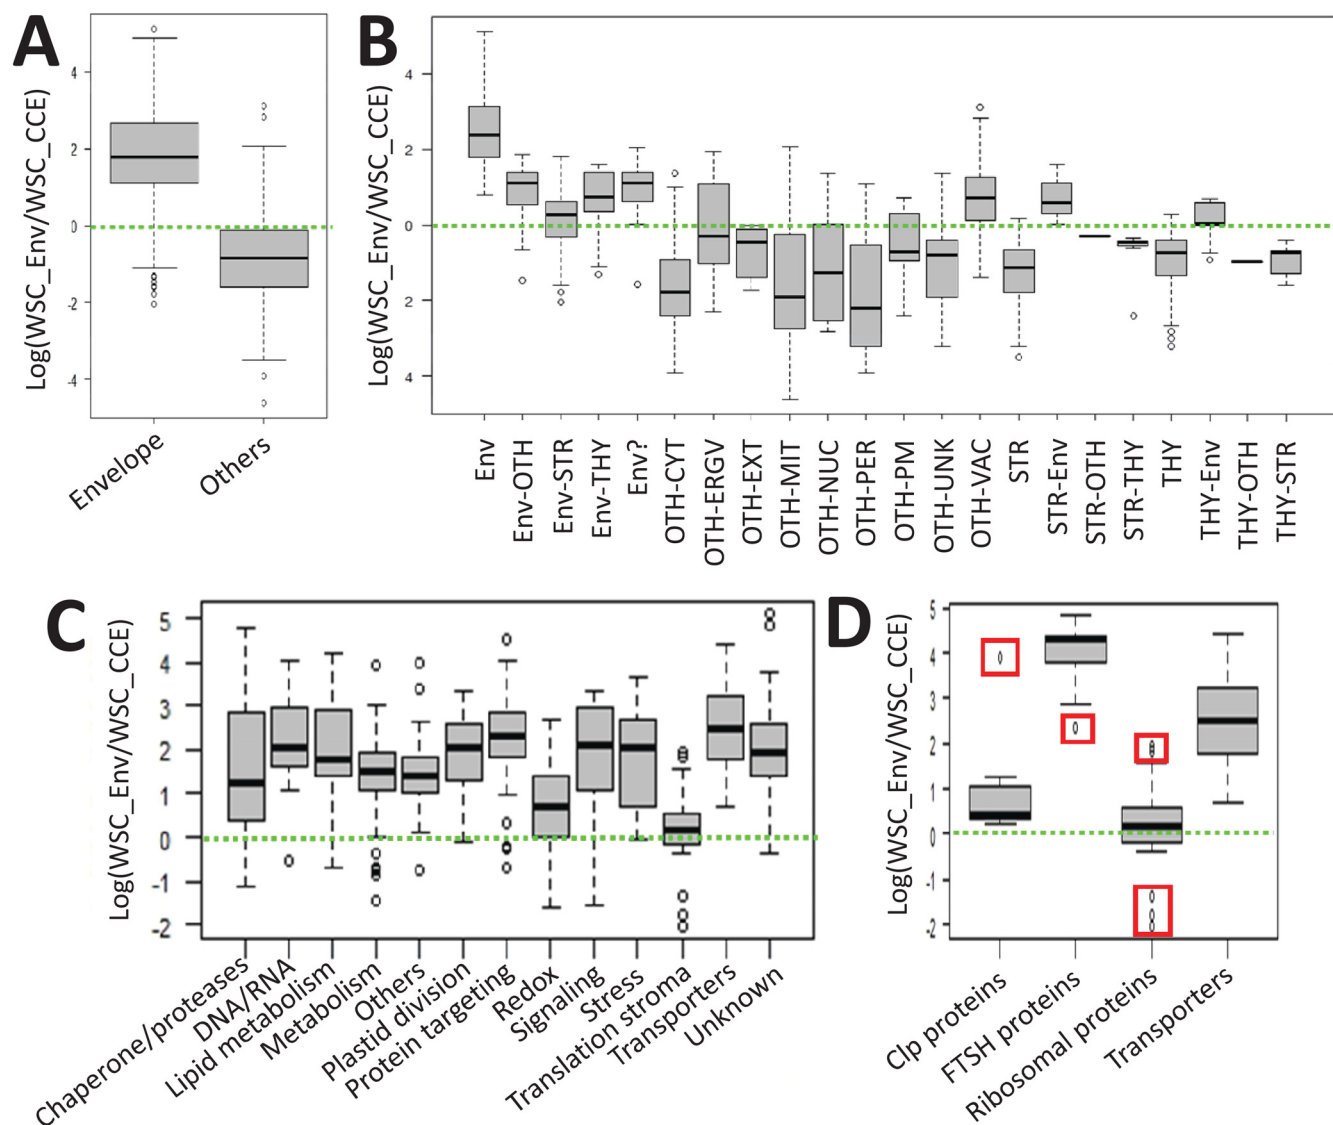 A
Log(WSC_Env/WSC_CCE)
4
2
0
-2
-4
Envelope
Others
B
Log(WSC_Env/WSC_CCE)
4
2
0
2
4
Env
Env-OTH
Env-STR
Env-THY
Env?
OTH-CYT
OTH-ERGV
OTH-EXT
OTH-MIT
OTH-NUC
OTH-PER
OTH-PM
OTH-UNK
OTH-VAC
STR
STR-Env
STR-OTH
STR-THY
THY
THY-Env
THY-OTH
THY-STR
C
Log(WSC_Env/WSC_CCE)
5
4
3
2
1
0
-1
-2
Chaperone/proteases
DNA/RNA
Lipid metabolism
Metabolism
Others
Plastid division
Protein targeting
Redox
Signaling
Stress
Translation stroma
Transporters
Unknown
D
Log(WSC_Env/WSC_CCE)
5
4
3
2
1
0
-1
-2
Clp proteins
FTSH proteins
Ribosomal proteins
Transporters